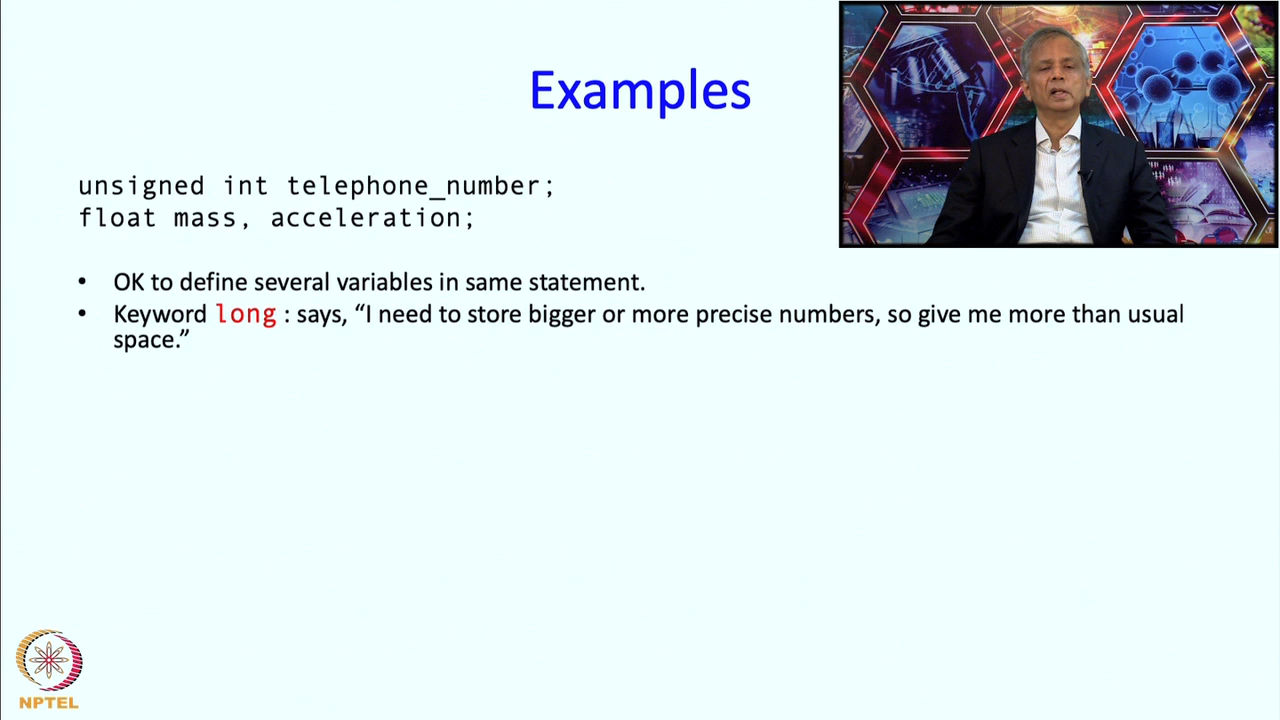 Examples
unsigned int telephone_number;
float mass, acceleration;
• OK to define several variables in same statement.
• Keyword long : says, “I need to store bigger or more precise numbers, so give me more than usual
space.”
NPTEL